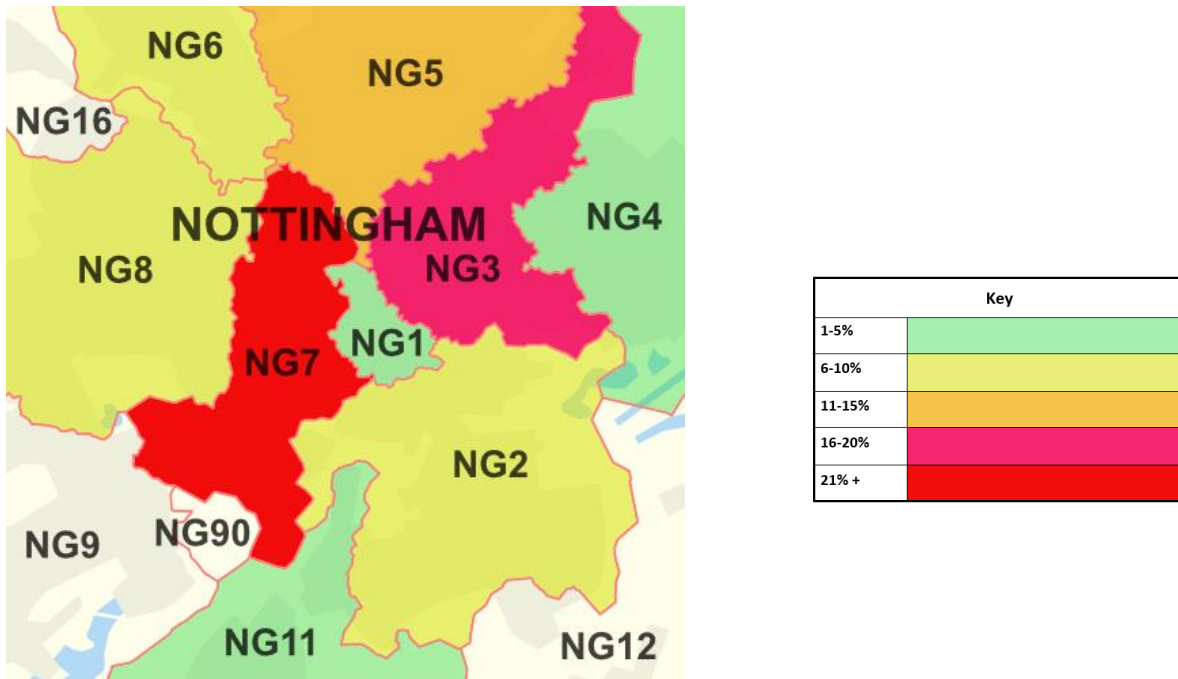 NG6
NG5
NG16
NG4
NOTTINGHAM
NG8
NG3
NG1
NG7
NG2
NG90
NG9
NG11
NG12
Key
1-5%
6-10%
11-15%
16-20%
21% +